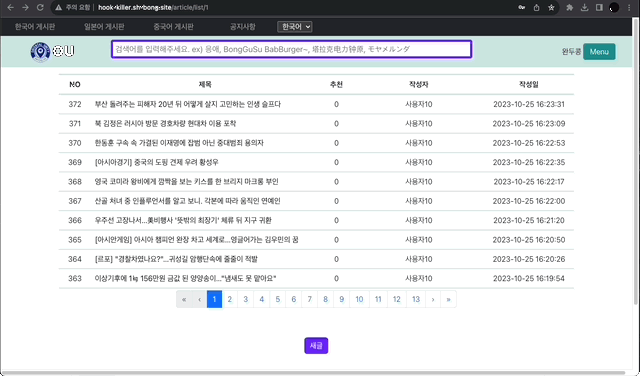 주의 요함 hook-killer.sh-bong-site/article/list/1
한국어 게시판 일본어 게시판 중국어 게시판 공지사항 한국어
OU 검색어를 입력해주세요. ex) 응애, BongGuSu BabBurger~, 塔拉克电力钟原, モヤメルンダ 완두콩 Menu
NO 제목 추천 작성자 작성일
372 부산 돌려주는 피해자 20년 뒤 어떻게 살지 고민하는 인생 슬프다 0 사용자10 2023-10-25 16:23:31
371 북 김정은 러시아 방문 경호차량 현대차 이용 포착 0 사용자10 2023-10-25 16:23:09
370 한동훈 구속 속 가결된 이재명에 잡범 아닌 중대범죄 용의자 0 사용자10 2023-10-25 16:22:53
369 [아시아경기] 중국의 도핑 견제 우려 황성우 0 사용자10 2023-10-25 16:22:35
368 영국 코미라 왕비에게 깜짝을 보는 키스를 한 브리지 마크롱 부인 0 사용자10 2023-10-25 16:22:17
367 산골 처녀 중 인플루언서를 알고 보니. 각본에 따라 움직인 연예인 0 사용자10 2023-10-25 16:22:00
366 우주선 고장나서...美비행사 '뜻밖의 최장기' 체류 뒤 지구 귀환 0 사용자10 2023-10-25 16:21:20
365 [아시안게임] 아시아 챔피언 완장 차고 세계로...영글어가는 김우민의 꿈 0 사용자10 2023-10-25 16:20:50
364 [르포] "경찰차였나요?"...귀성길 암행단속에 줄줄이 적발 0 사용자10 2023-10-25 16:20:26
363 이상기후에 1㎏ 156만원 금값 된 양양송이..."냄새도 못 맡아요" 0 사용자10 2023-10-25 16:19:54
« ‹ 1 2 3 4 5 6 7 8 9 10 11 12 13 › »
새글